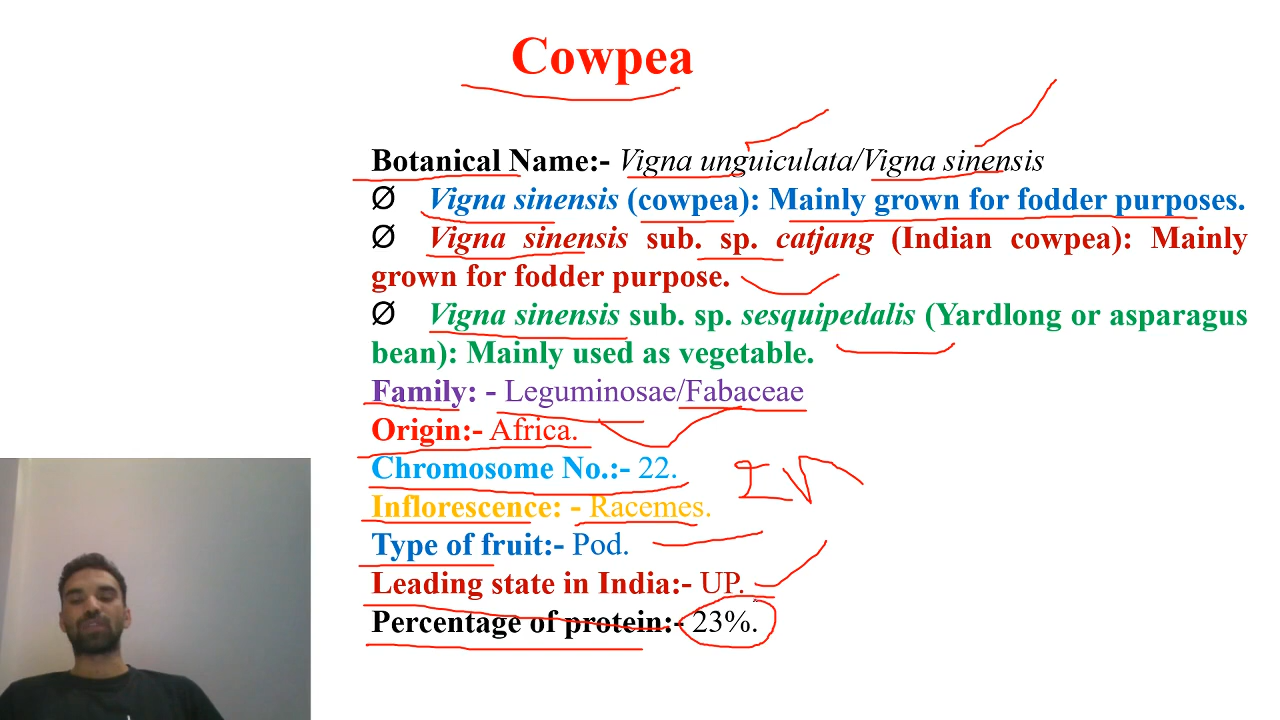 Cowpea
Botanical Name:- Vigna unguiculata/Vigna sinensis
Ø Vigna sinensis (cowpea): Mainly grown for fodder purposes.
Ø Vigna sinensis sub. sp. catjang (Indian cowpea): Mainly
grown for fodder purpose.
Ø Vigna sinensis sub. sp. sesquipedalis (Yardlong or asparagus
bean): Mainly used as vegetable.
Family: - Leguminosae/Fabaceae
Origin:- Africa.
Chromosome No.:- 22.
Inflorescence: - Racemes.
Type of fruit:- Pod.
Leading state in India:- UP.
Percentage of protein:- 23%.